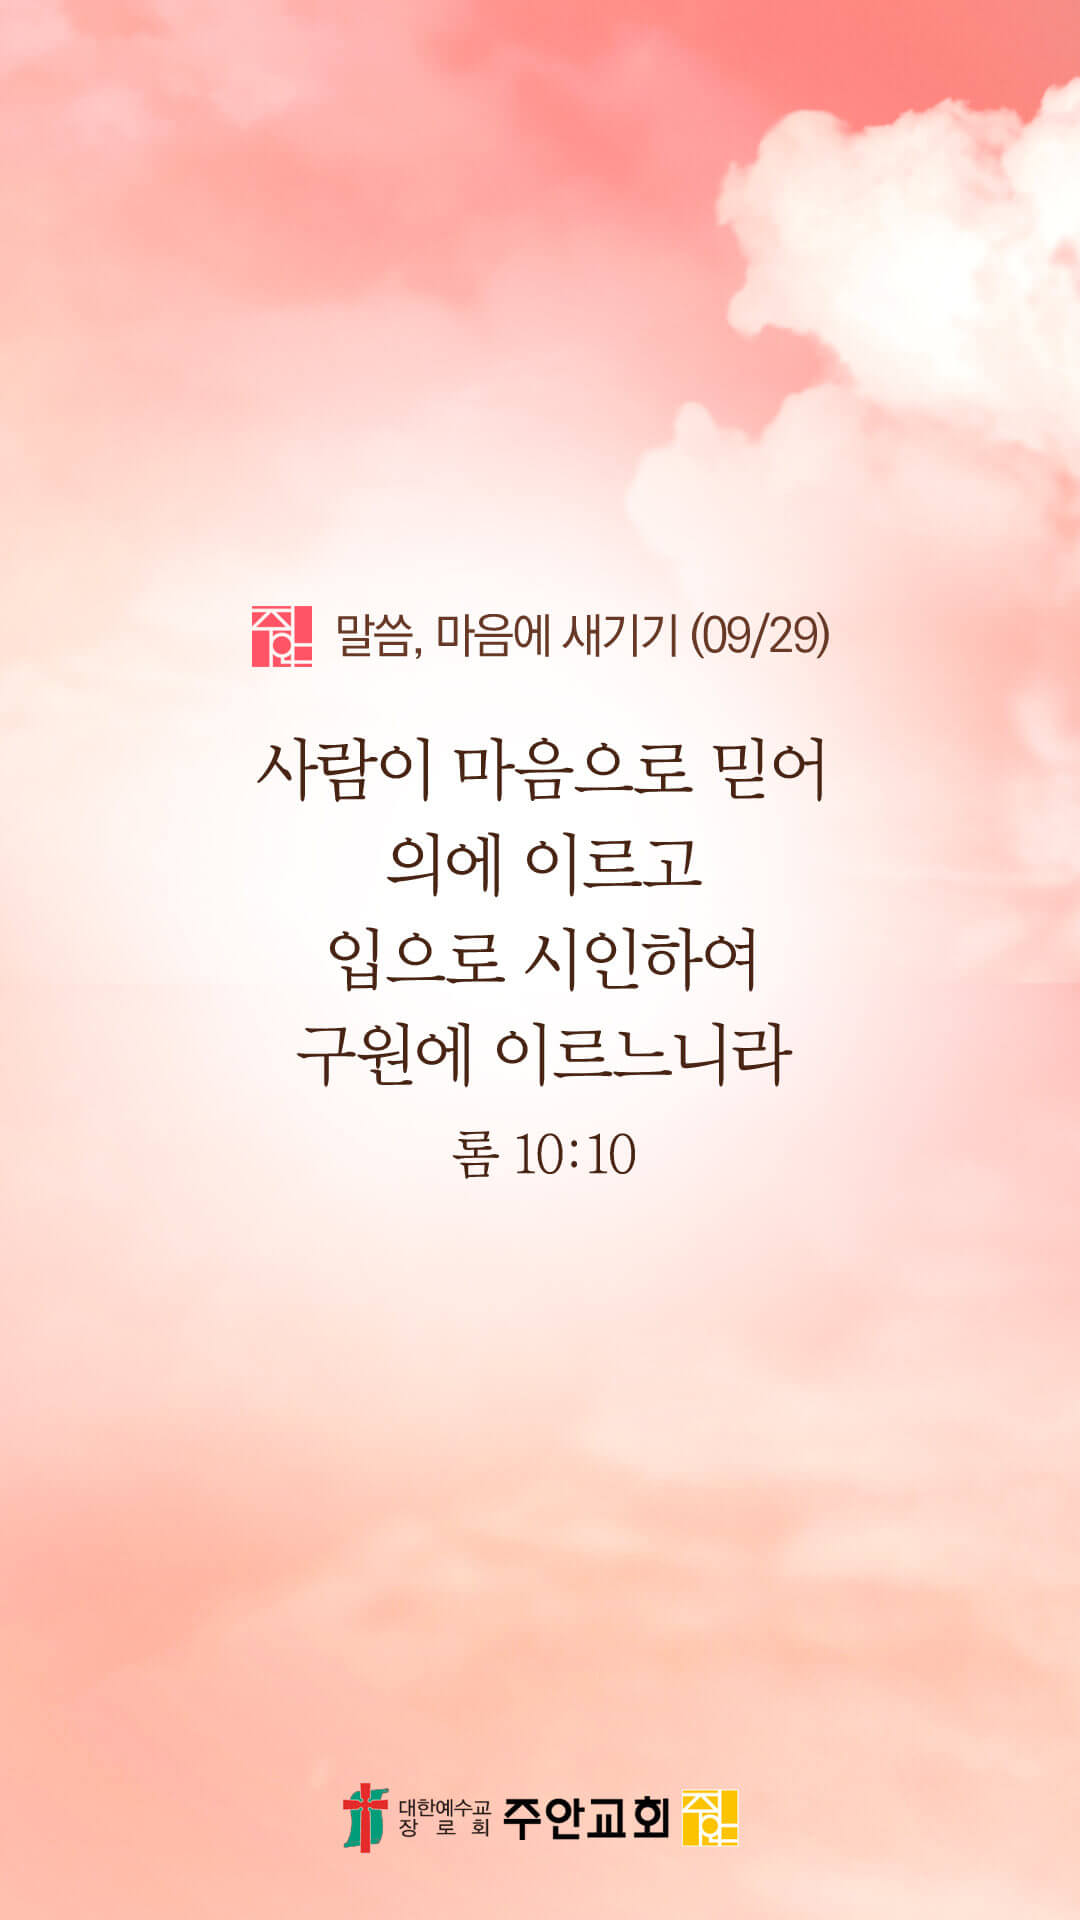 말씀, 마음에 새기기 (09/29)
사람이 마음으로 믿어
의에 이르고
입으로 시인하여
구원에 이르느니라
롬 10:10
대한예수교
장로회 주안교회